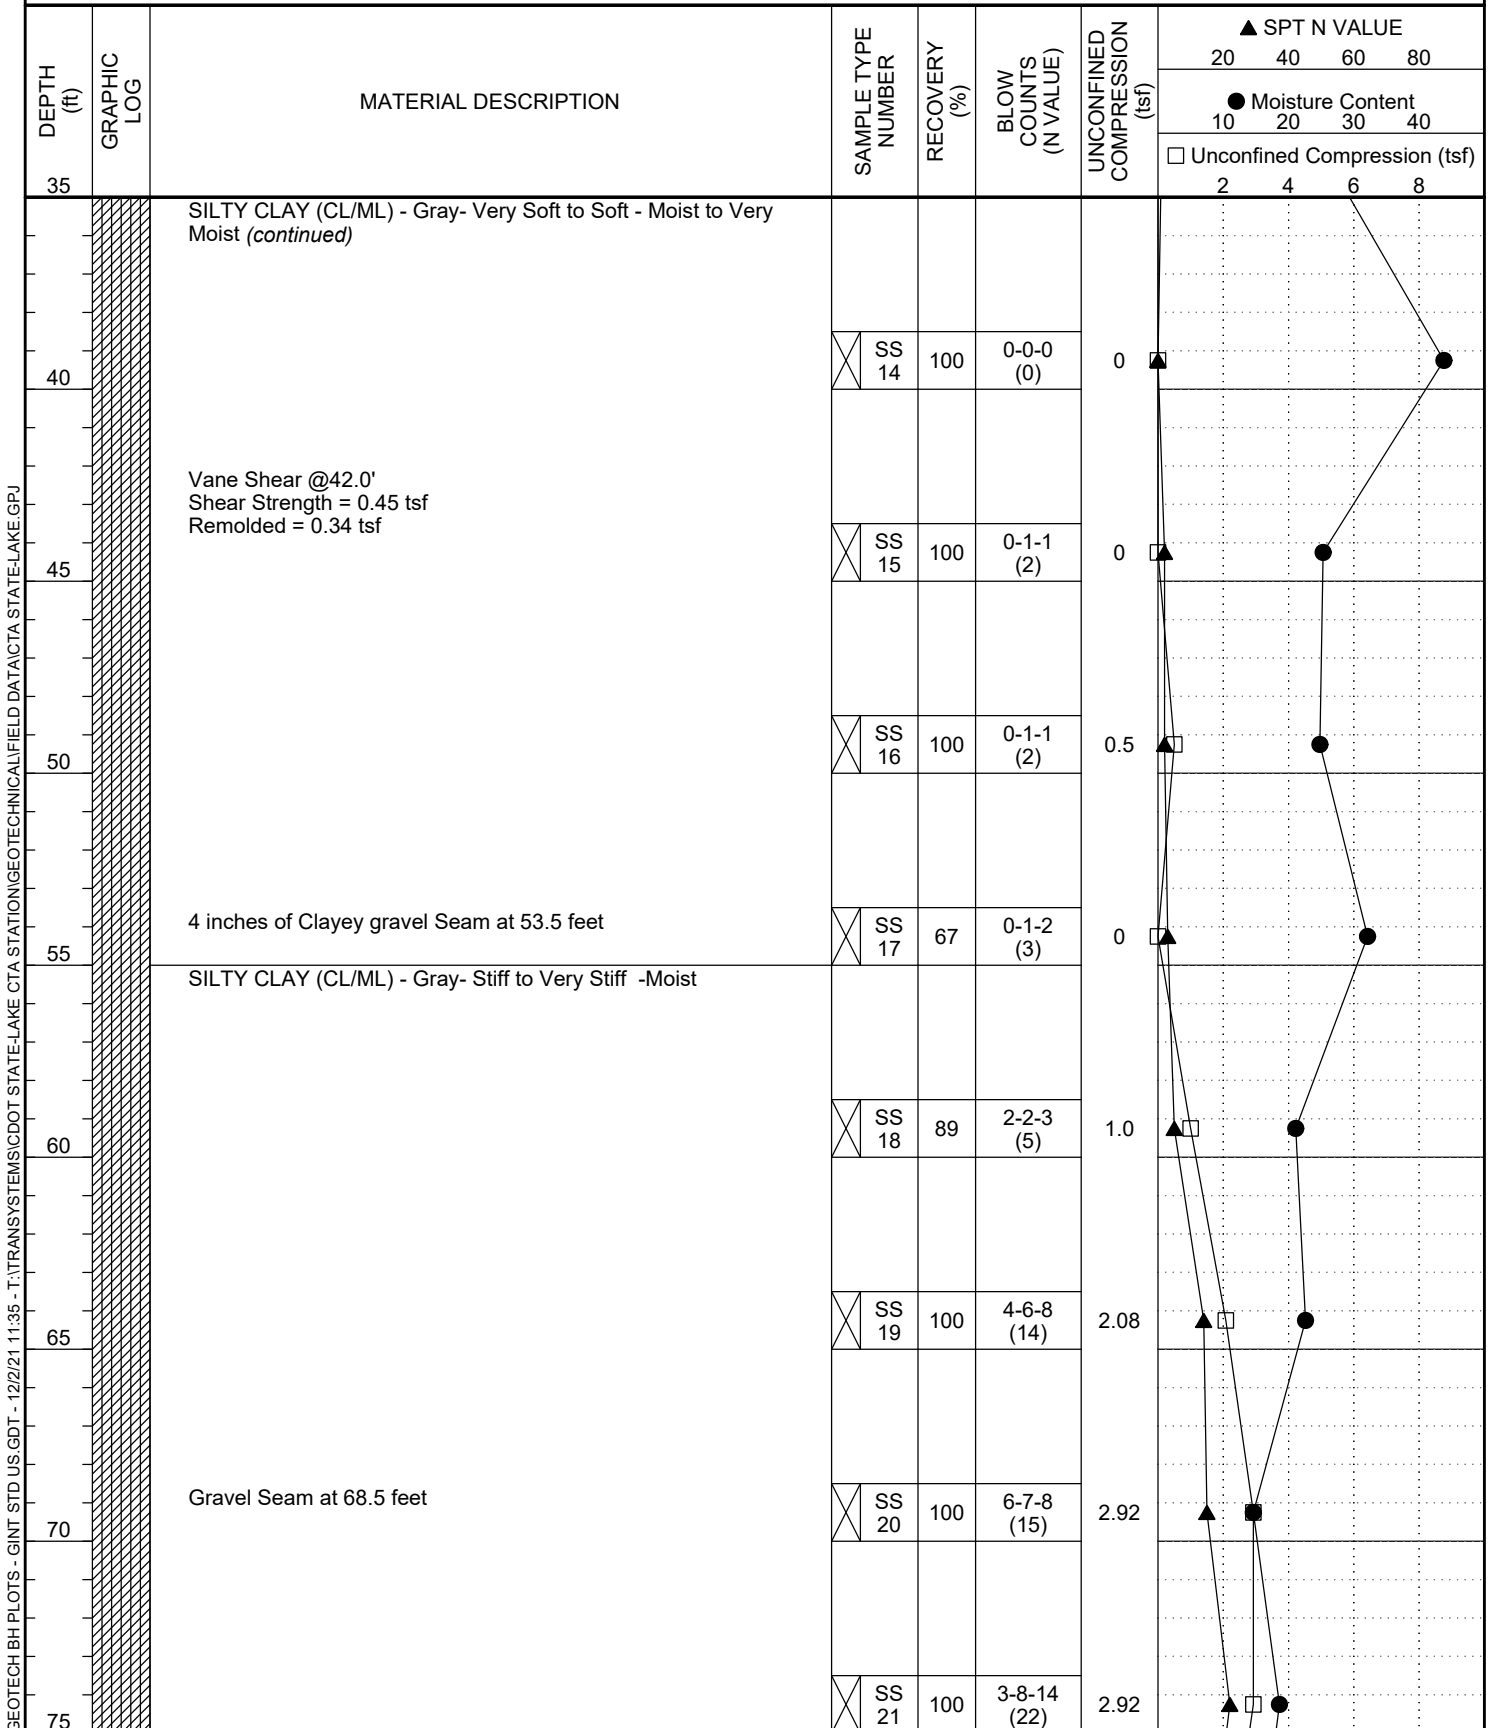 DEPTH
(ft)
GRAPHIC
LOG
MATERIAL DESCRIPTION
SAMPLE TYPE
NUMBER
RECOVERY
(%)
BLOW
COUNTS
(N VALUE)
UNCONFINED
COMPRESSION
(tsf)
▲ SPT N VALUE
20 40 60 80
● Moisture Content
10 20 30 40
□ Unconfined Compression (tsf)
2 4 6 8
35
SILTY CLAY (CL/ML) - Gray- Very Soft to Soft - Moist to Very
Moist (continued)
SS
14
100
0-0-0
(0)
0
40
Vane Shear @42.0'
Shear Strength = 0.45 tsf
Remolded = 0.34 tsf
SS
15
100
0-1-1
(2)
0
45
SS
16
100
0-1-1
(2)
0.5
50
4 inches of Clayey gravel Seam at 53.5 feet
SS
17
67
0-1-2
(3)
0
55
SILTY CLAY (CL/ML) - Gray- Stiff to Very Stiff -Moist
SS
18
89
2-2-3
(5)
1.0
60
SS
19
100
4-6-8
(14)
2.08
65
Gravel Seam at 68.5 feet
SS
20
100
6-7-8
(15)
2.92
70
SS
21
100
3-8-14
(22)
2.92
75
GEOTECH BH PLOTS - GINT STD US.GDT - 12/2/21 11:35 - T:\TRANSYSTEMS\CDOT STATE-LAKE CTA STATION\GEOTECHNICAL\FIELD DATA\CTA STATE-LAKE.GPJ